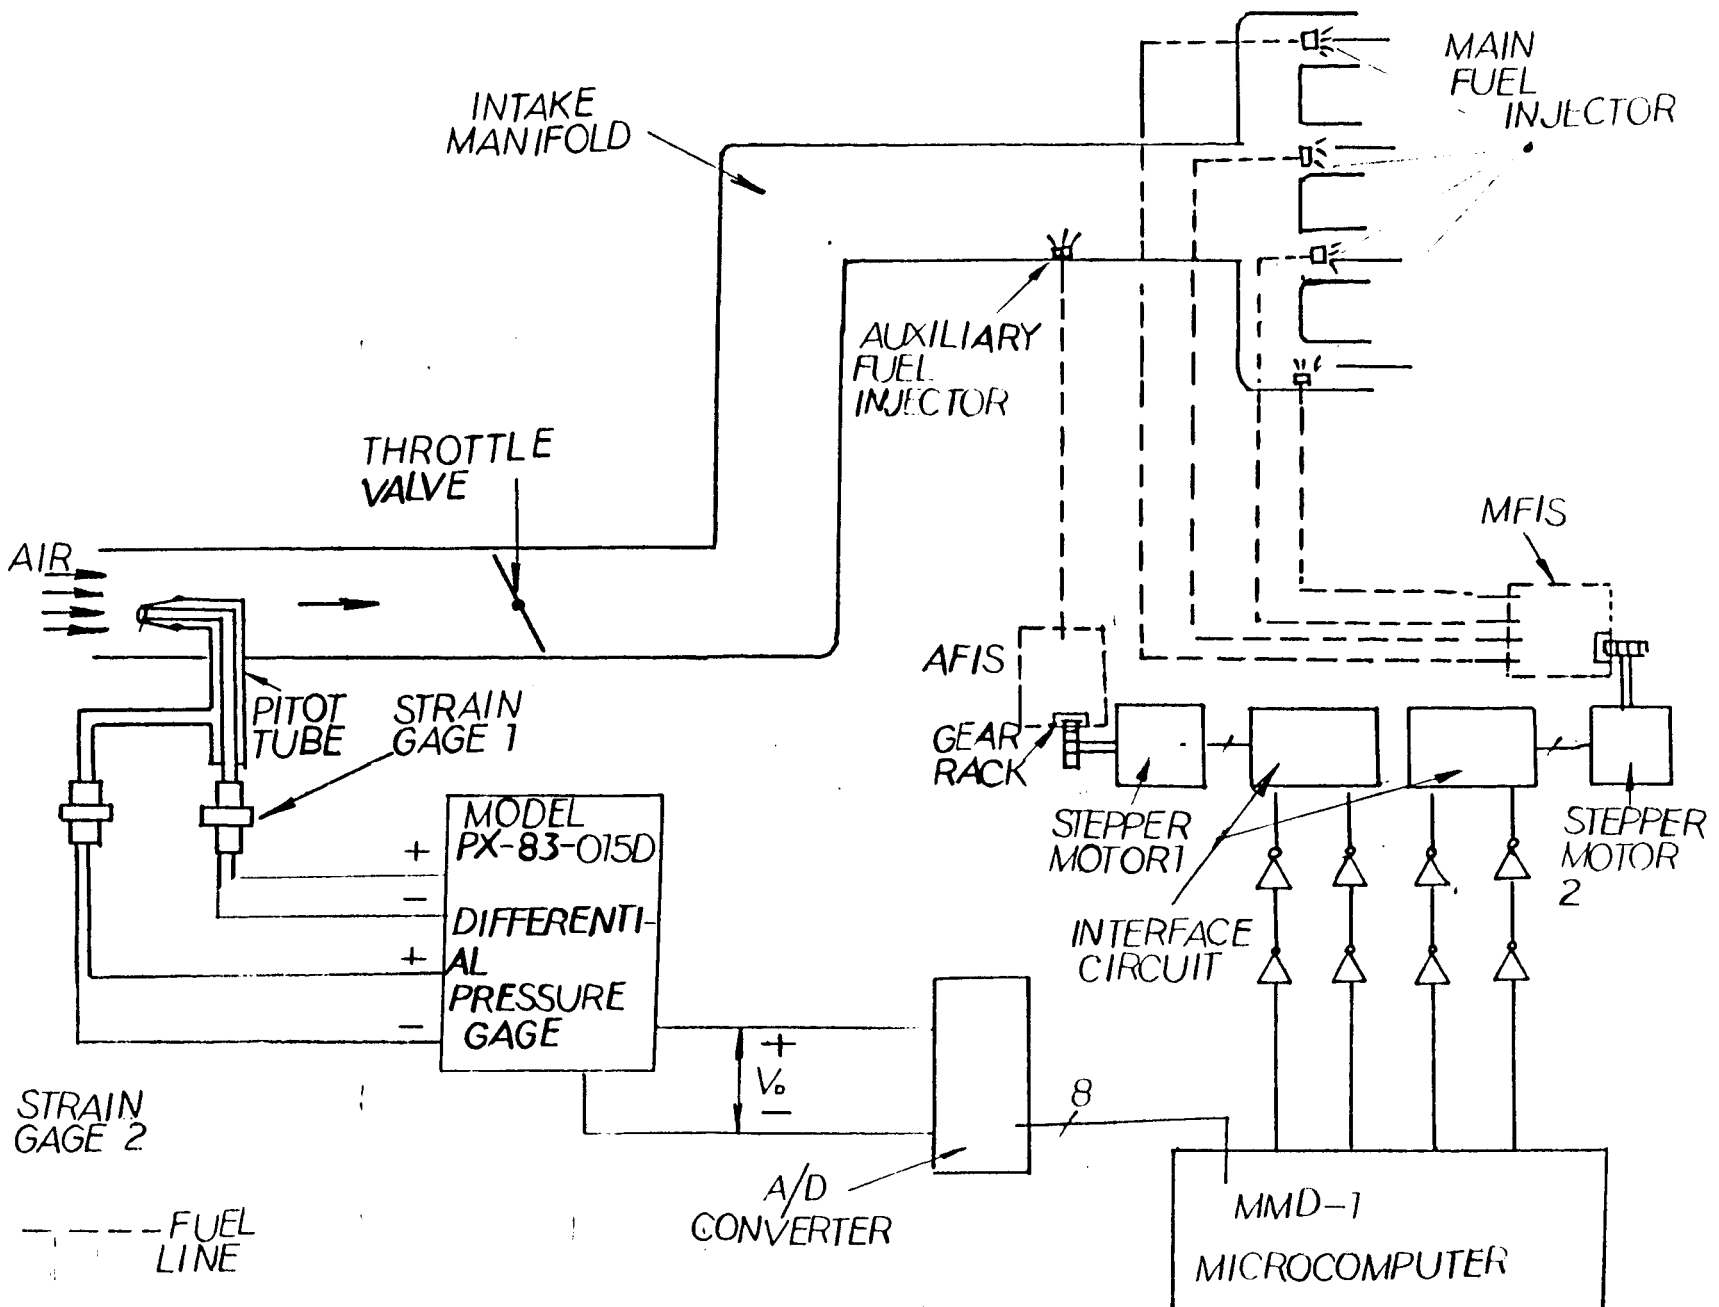 INTAKE
MANIFOLD
MAIN
FUEL
INJECTOR
AUXILIARY
FUEL
INJECTOR
THROTTLE
VALVE
AIR
MFIS
AFIS
PITOT
TUBE
STRAIN
GAGE 1
GEAR
RACK
MODEL
PX-83-015D
DIFFERENTI-
AL
PRESSURE
GAGE
+
−
+
−
STEPPER
MOTOR1
STEPPER
MOTOR
2
INTERFACE
CIRCUIT
+
Vo
−
8
STRAIN
GAGE 2
A/D
CONVERTER
MMD-1
MICROCOMPUTER
FUEL
LINE